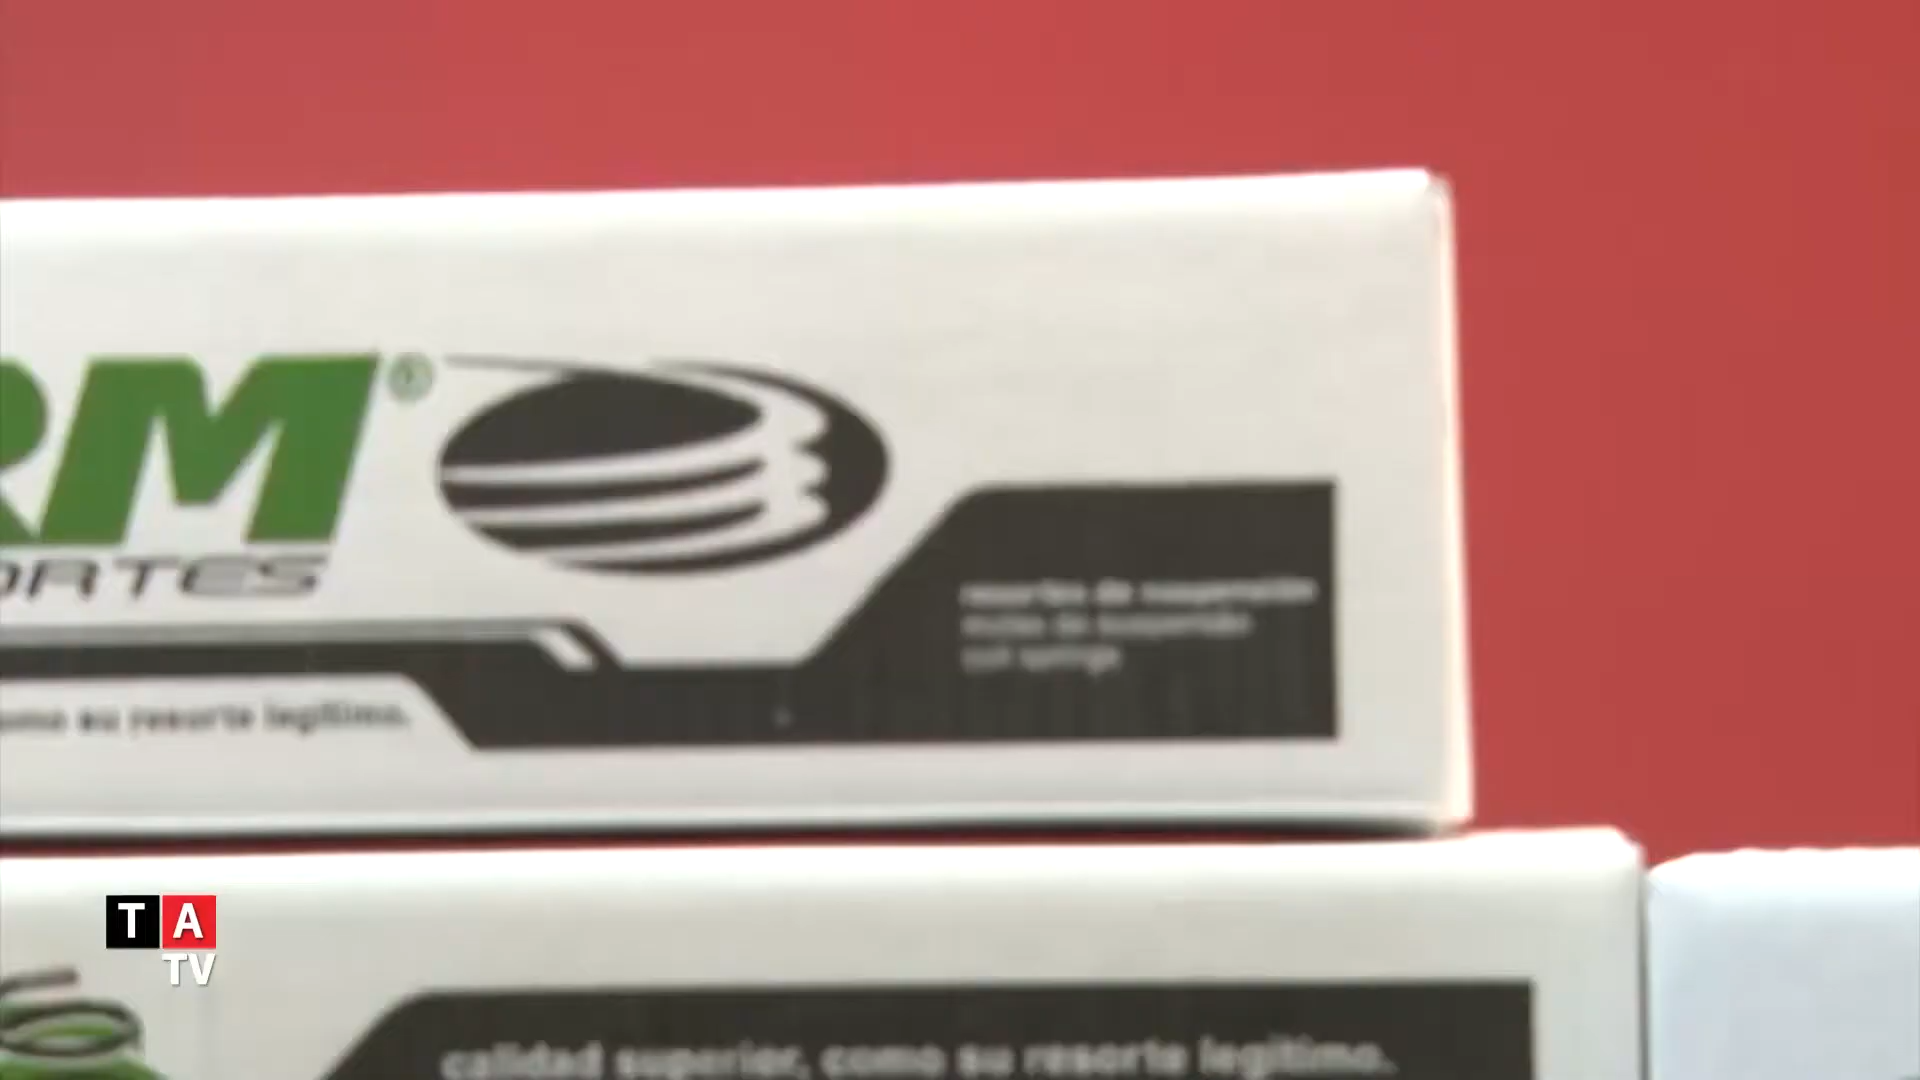 RM®
ORTES
resortes de suspensión
molas de suspensão
coil springs
omo su resorte legítimo.
TA
TV
calidad superior, como su resorte legítimo.